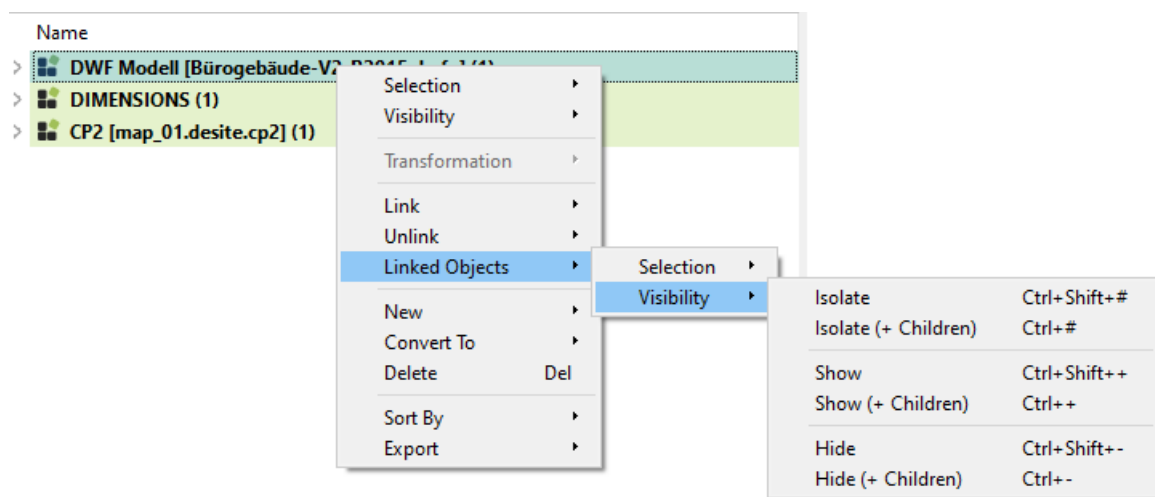 Name
DWF Modell [Bürogebäude-V2
DIMENSIONS (1)
CP2 [map_01.desite.cp2] (1)
Selection
Visibility
Transformation
Link
Unlink
Linked Objects
New
Convert To
Delete Del
Sort By
Export
Selection
Visibility
Isolate Ctrl+Shift+#
Isolate (+ Children) Ctrl+#
Show Ctrl+Shift++
Show (+ Children) Ctrl++
Hide Ctrl+Shift+-
Hide (+ Children) Ctrl+-